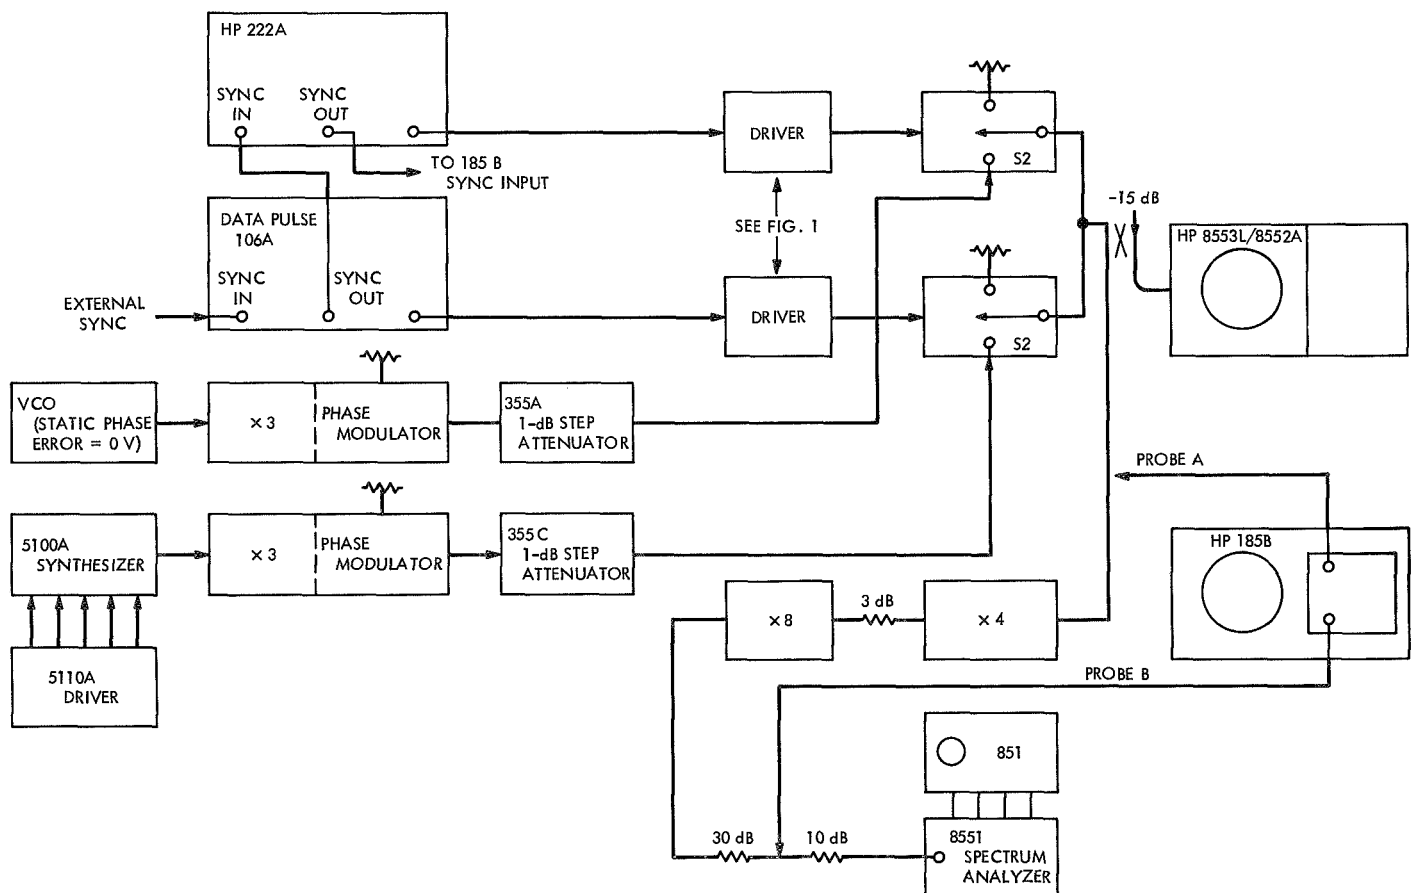 HP 222A
SYNC
IN
SYNC
OUT
TO 185 B
SYNC INPUT
DRIVER
S2
DATA PULSE
106A
SYNC
IN
SYNC
OUT
EXTERNAL
SYNC
SEE FIG. 1
DRIVER
S2
-15 dB
HP 8553L/8552A
VCO
(STATIC PHASE
ERROR = 0 V)
×3
PHASE
MODULATOR
355A
1-dB STEP
ATTENUATOR
5100A
SYNTHESIZER
×3
PHASE
MODULATOR
355C
1-dB STEP
ATTENUATOR
5110A
DRIVER
PROBE A
HP 185B
×8
3 dB
×4
PROBE B
851
30 dB
10 dB
8551
SPECTRUM
ANALYZER